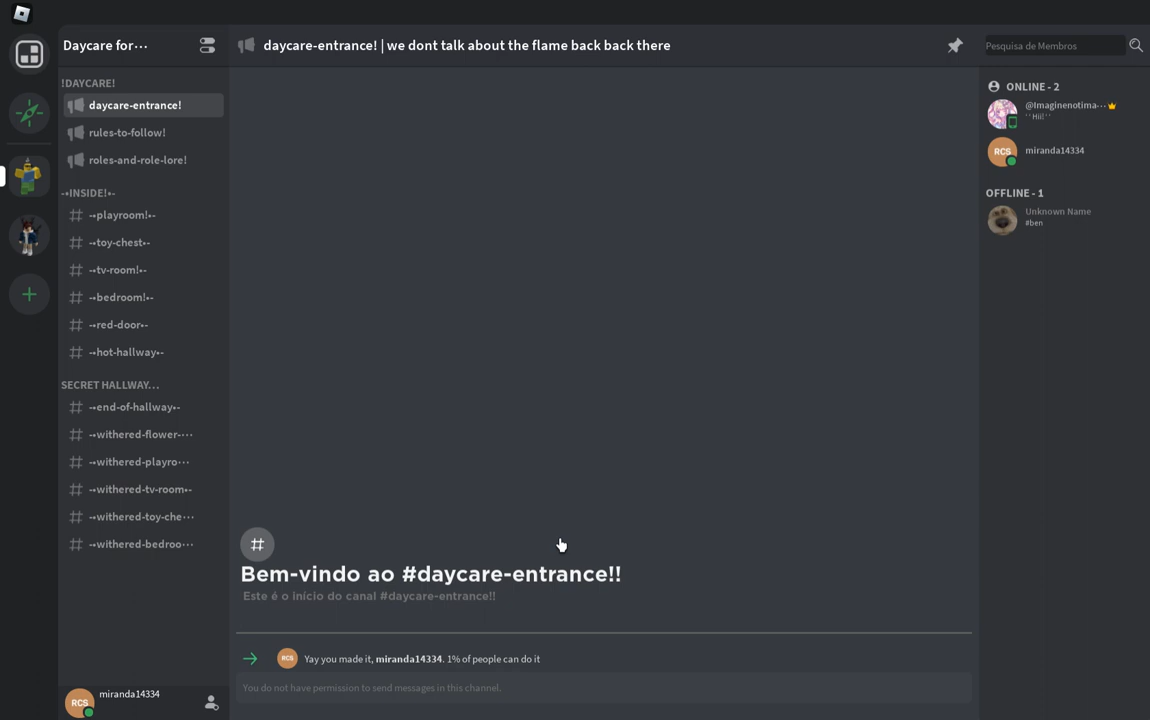 Daycare for···
daycare-entrance! | we dont talk about the flame back back there
Pesquisa de Membros
!DAYCARE!
daycare-entrance!
rules-to-follow!
roles-and-role-lore!
-•INSIDE!•-
-•playroom!•-
-•toy-chest•-
-•tv-room!•-
-•bedroom!•-
-•red-door•-
-•hot-hallway•-
SECRET HALLWAY...
-•end-of-hallway•-
-•withered-flower-···
-•withered-playro···
-•withered-tv-room•-
-•withered-toy-che···
-•withered-bedroo···
RCS
miranda14334
Bem-vindo ao #daycare-entrance!!
Este é o início do canal #daycare-entrance!!
RCS
Yay you made it, miranda14334. 1% of people can do it
You do not have permission to send messages in this channel.
ONLINE - 2
@Imaginenotima···
''Hii!''
RCS
miranda14334
OFFLINE - 1
Unknown Name
#ben